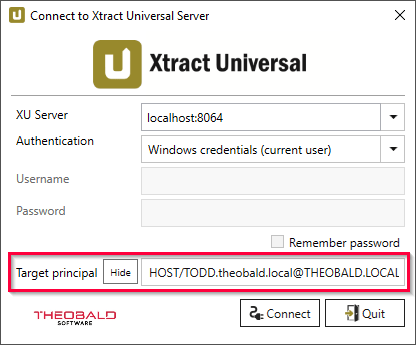 Connect to Xtract Universal Server
Xtract Universal
XU Server
localhost:8064
Authentication
Windows credentials (current user)
Username
Password
Remember password
Target principal Hide HOST/TODD.theobald.local@THEOBALD.LOCAL
THEOBALD
SOFTWARE
Connect
Quit